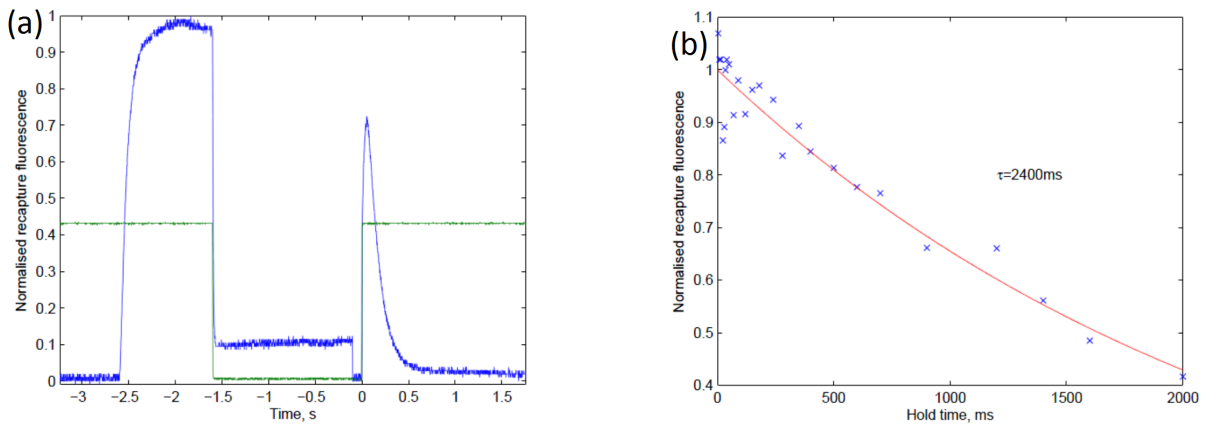 (a)
Normalised recapture fluorescence
1
0.9
0.8
0.7
0.6
0.5
0.4
0.3
0.2
0.1
0
-3 -2.5 -2 -1.5 -1 -0.5 0 0.5 1 1.5
Time, s
(b)
Normalised recapture fluorescence
1.1
1
0.9
0.8
0.7
0.6
0.5
0.4
τ=2400ms
0 500 1000 1500 2000
Hold time, ms